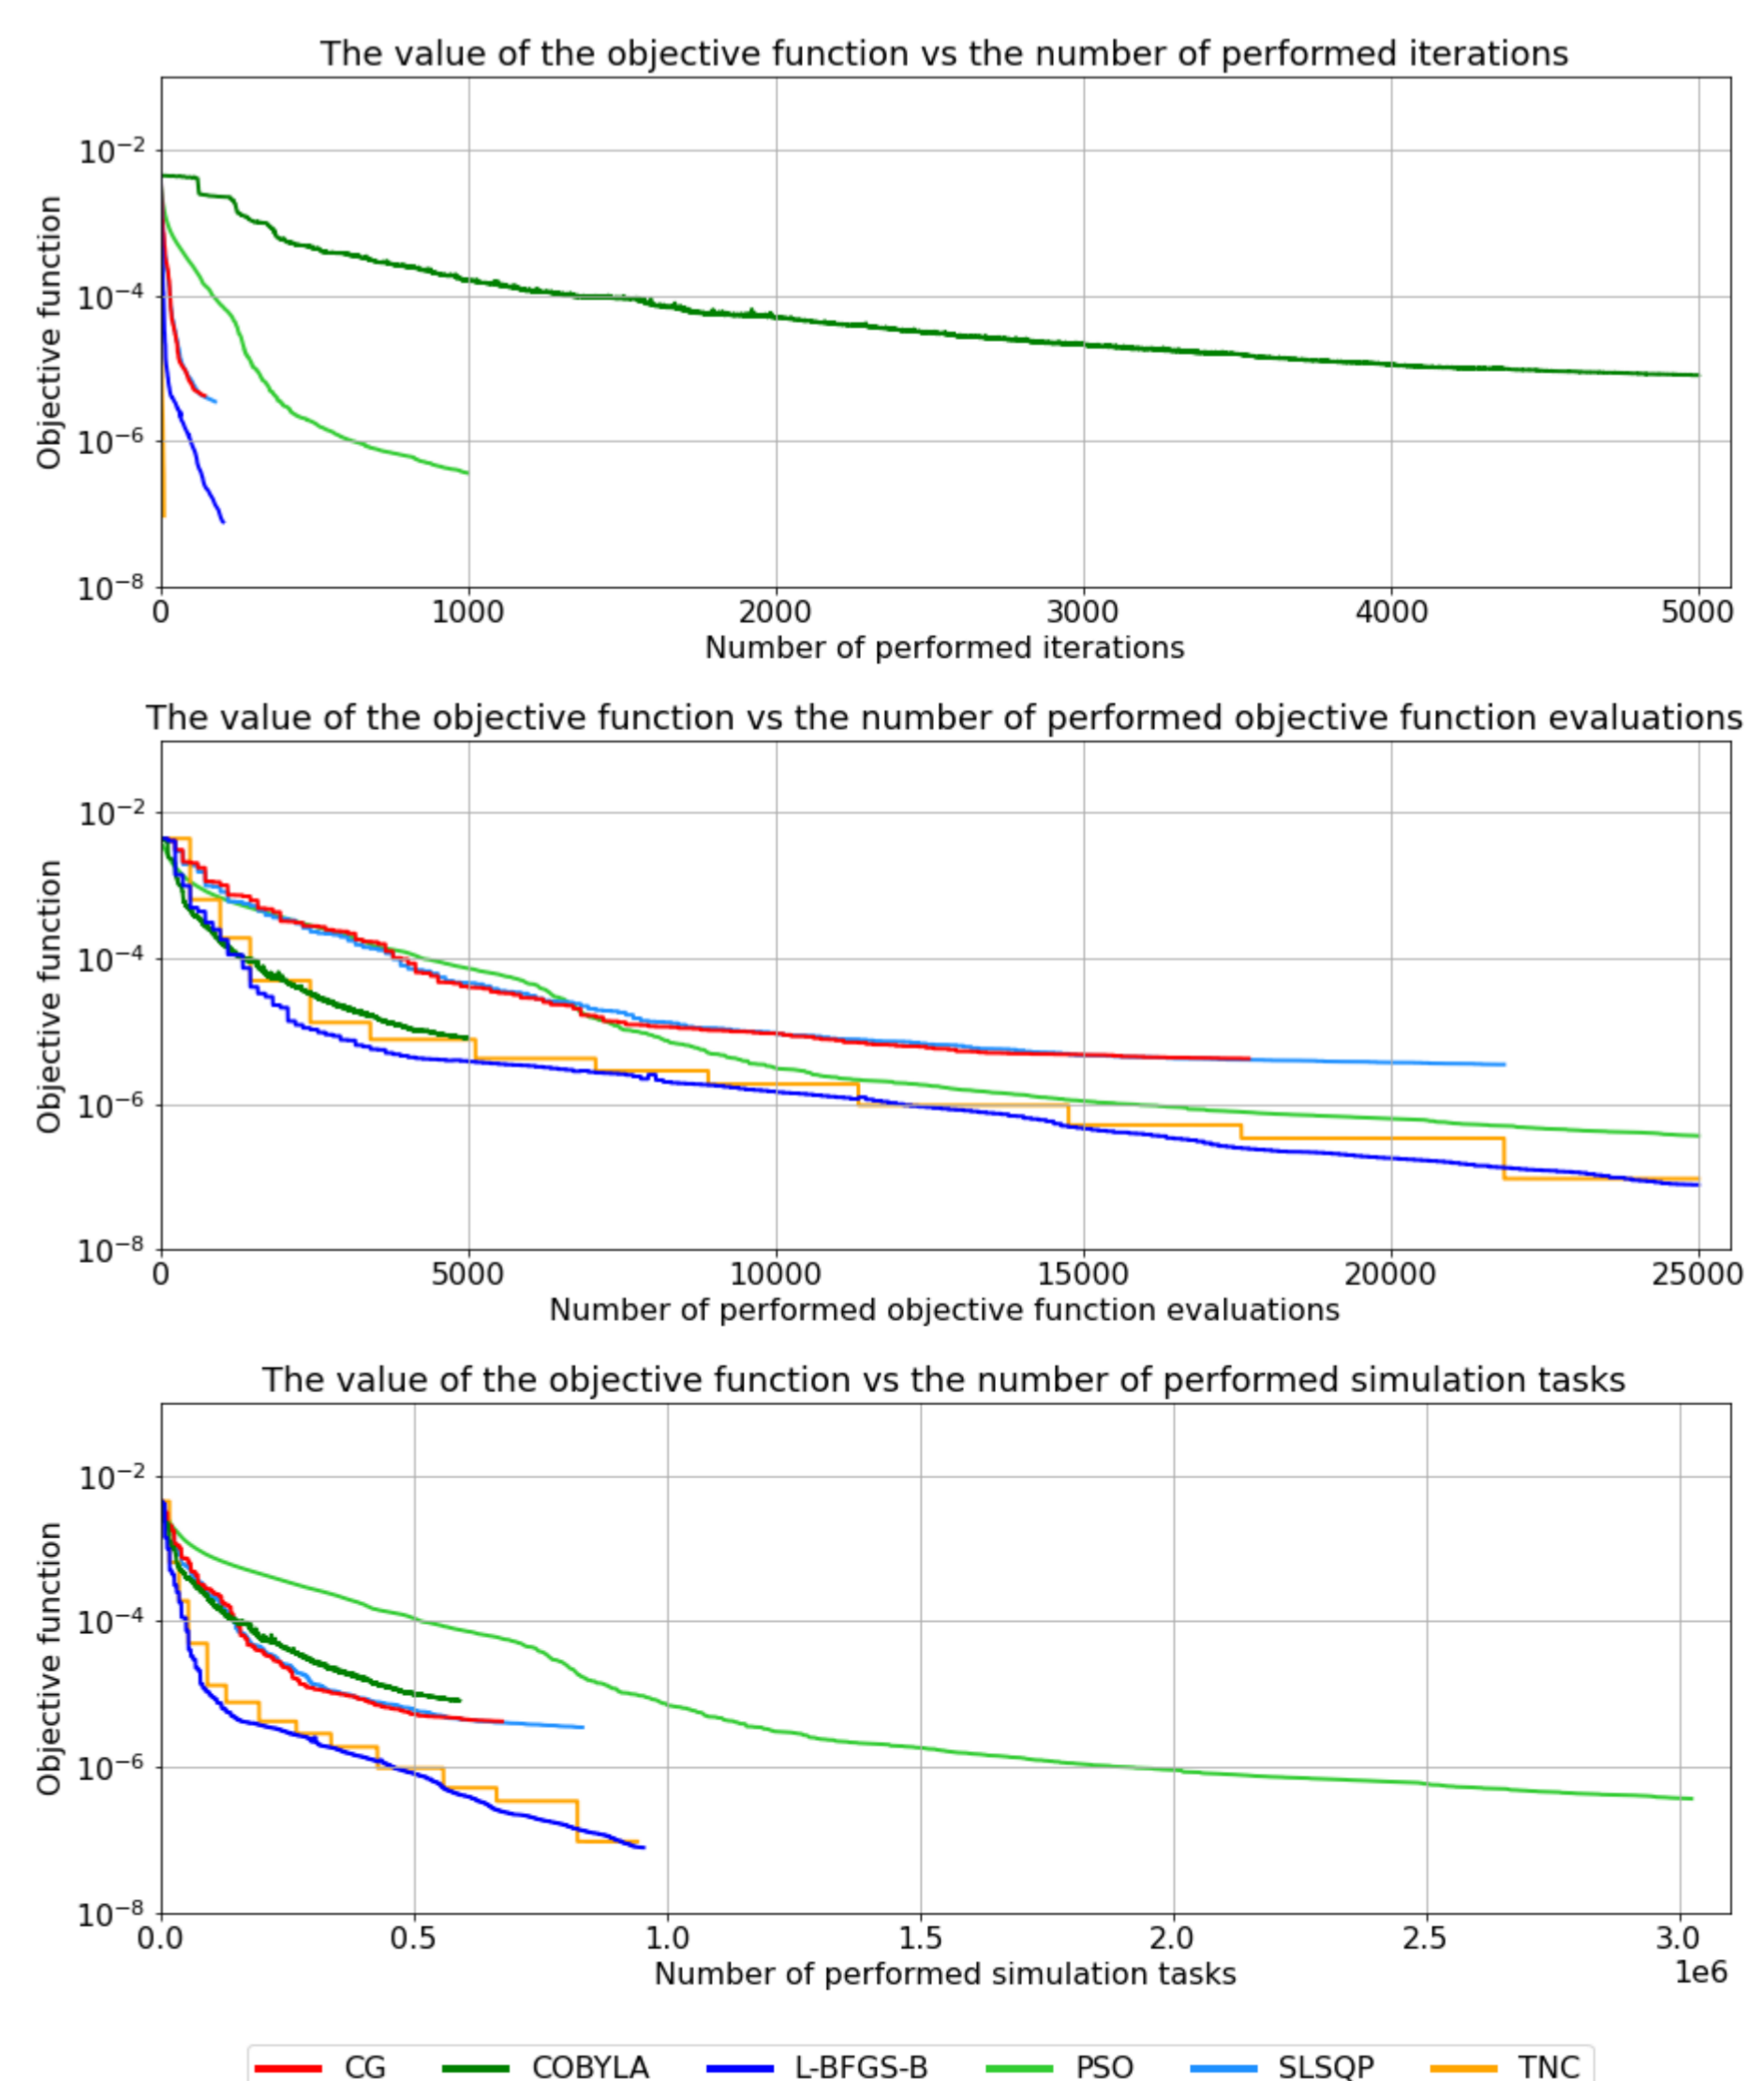 The value of the objective function vs the number of performed iterations
Objective function
10⁻²
10⁻⁴
10⁻⁶
10⁻⁸
0 1000 2000 3000 4000 5000
Number of performed iterations
The value of the objective function vs the number of performed objective function evaluations
Objective function
10⁻²
10⁻⁴
10⁻⁶
10⁻⁸
0 5000 10000 15000 20000 25000
Number of performed objective function evaluations
The value of the objective function vs the number of performed simulation tasks
Objective function
10⁻²
10⁻⁴
10⁻⁶
10⁻⁸
0.0 0.5 1.0 1.5 2.0 2.5 3.0
Number of performed simulation tasks 1e6
CG COBYLA L-BFGS-B PSO SLSQP TNC